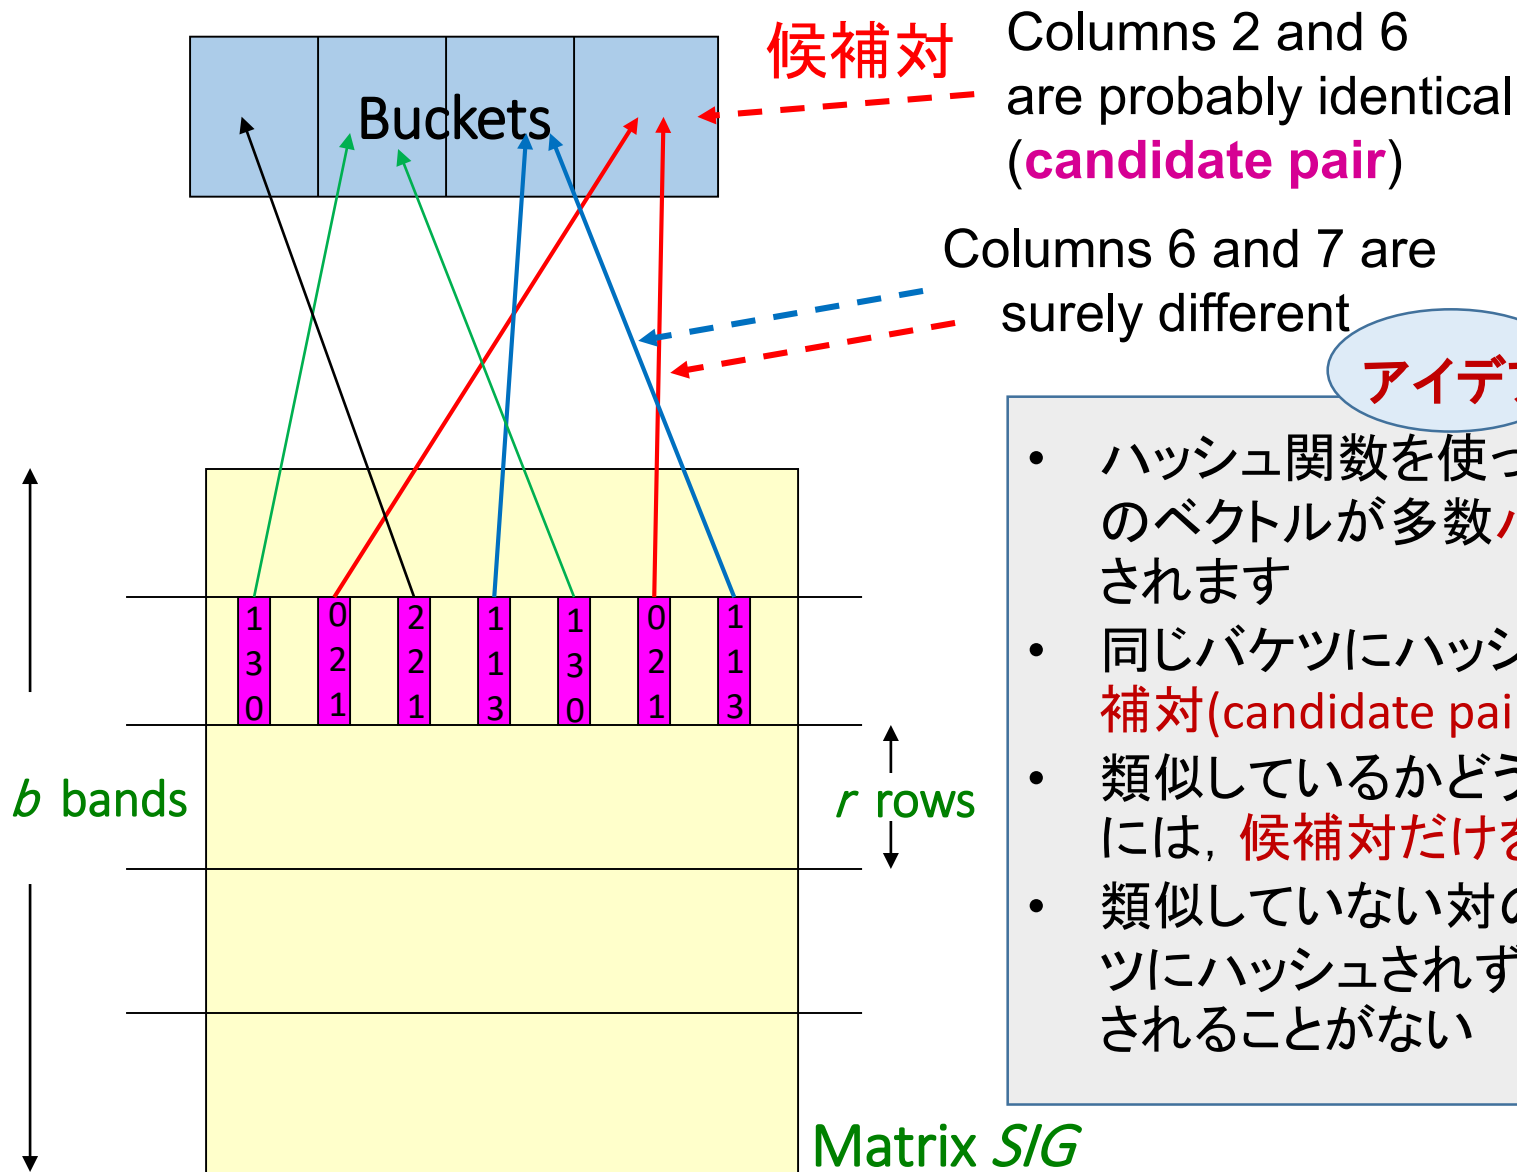 候補対
Columns 2 and 6
are probably identical
(candidate pair)
Buckets
Columns 6 and 7 are
surely different
アイデ
• ハッシュ関数を使っ
のベクトルが多数
されます
• 同じバケツにハッシ
補対(candidate pai
• 類似しているかどう
には，候補対だけを
• 類似していない対の
ツにハッシュされず
されることがない
1 0 2 1 1 0 1
3 2 2 1 3 2 1
0 1 1 3 0 1 3
b bands
r rows
Matrix SIG